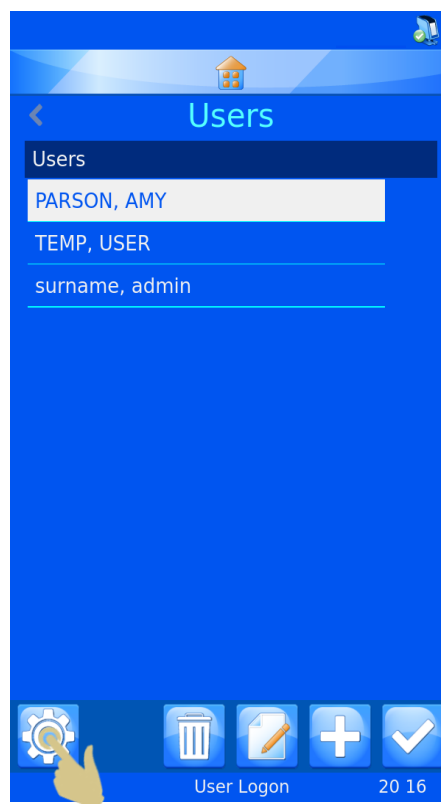 Users
Users
PARSON, AMY
TEMP, USER
surname, admin
User Logon 20 16